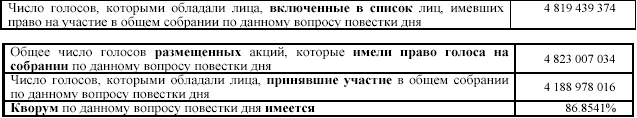 Число голосов, которыми обладали лица, включенные в список лиц, имевших
право на участие в общем собрании по данному вопросу повестки дня
4 819 439 374
Общее число голосов размещенных акций, которые имели право голоса на
собрании по данному вопросу повестки дня
4 823 007 034
Число голосов, которыми обладали лица, принявшие участие в общем собрании
по данному вопросу повестки дня
4 188 978 016
Кворум по данному вопросу повестки дня имеется
86.8541%